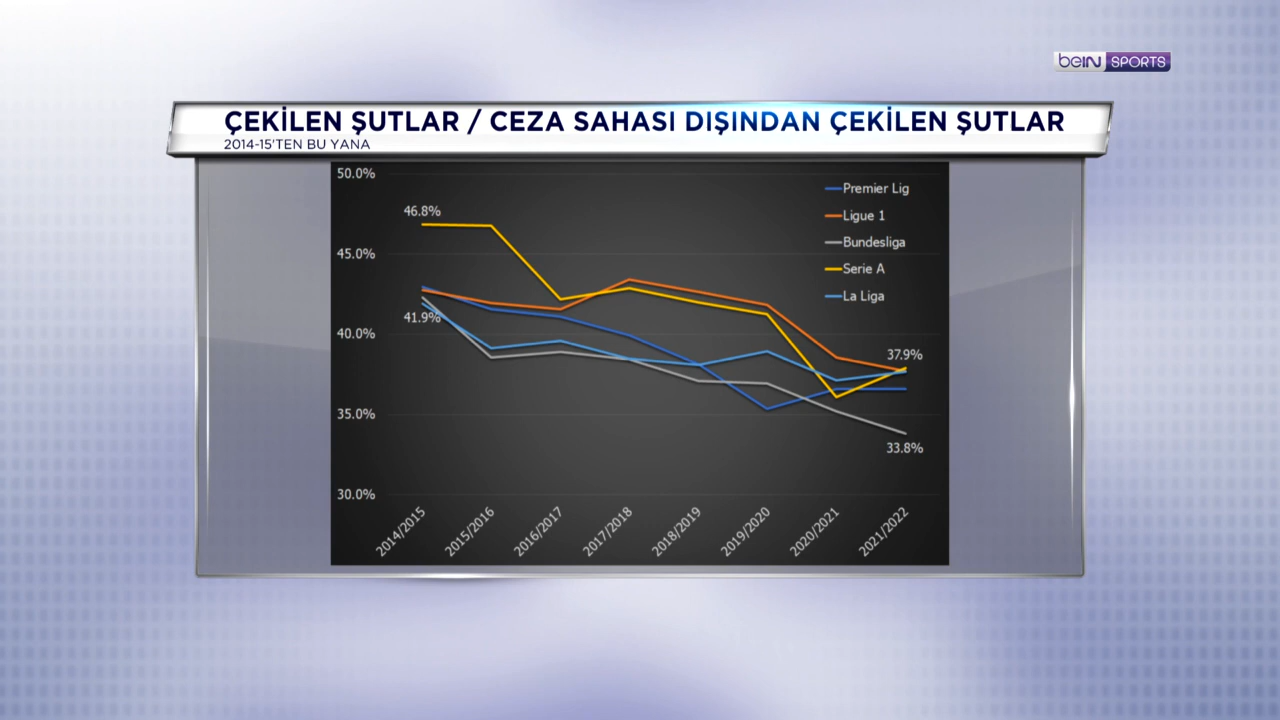 beIN SPORTS
ÇEKİLEN ŞUTLAR / CEZA SAHASI DIŞINDAN ÇEKİLEN ŞUTLAR
2014-15'TEN BU YANA
50.0%
45.0%
40.0%
35.0%
30.0%
46.8%
41.9%
37.9%
33.8%
Premier Lig
Ligue 1
Bundesliga
Serie A
La Liga
2014/2015
2015/2016
2016/2017
2017/2018
2018/2019
2019/2020
2020/2021
2021/2022